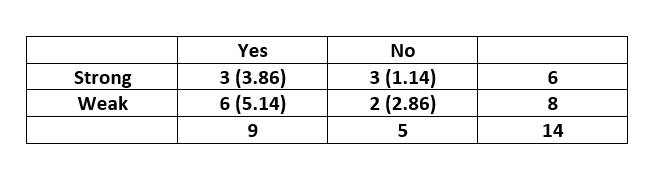 Yes No
Strong 3 (3.86) 3 (1.14) 6
Weak 6 (5.14) 2 (2.86) 8
9 5 14